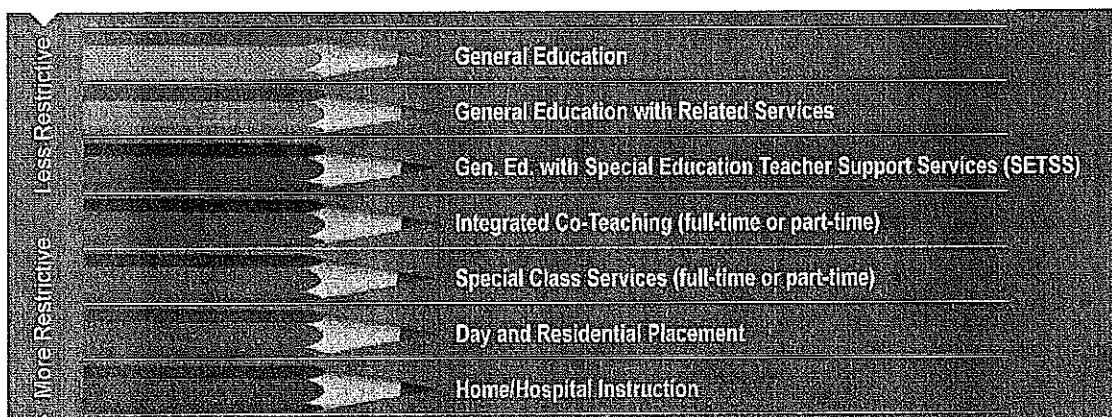 Less Restrictive
More Restrictive
General Education
General Education with Related Services
Gen. Ed. with Special Education Teacher Support Services (SETSS)
Integrated Co-Teaching (full-time or part-time)
Special Class Services (full-time or part-time)
Day and Residential Placement
Home/Hospital Instruction